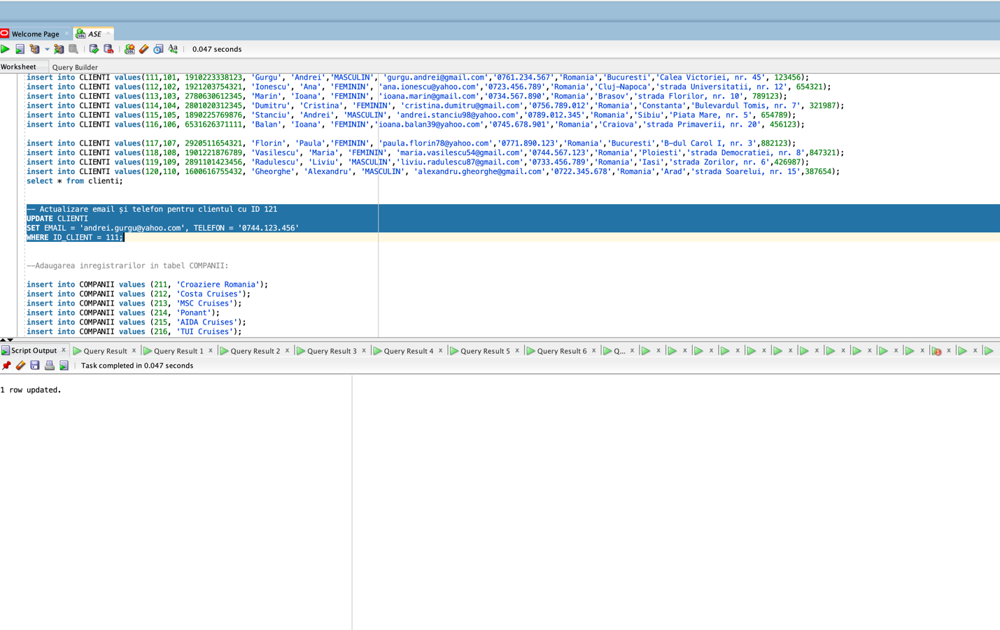 Welcome Page
ASE
0.047 seconds
Worksheet
Query Builder
insert into CLIENTI values(111,101, 1910223338123, 'Gurgu', 'Andrei','MASCULIN', 'gurgu.andrei@gmail.com','0761.234.567','Romania','Bucuresti','Calea Victoriei, nr. 45', 123456);
insert into CLIENTI values(112,102, 1921203754321, 'Ionescu', 'Ana', 'FEMININ', 'ana.ionescu@yahoo.com','0723.456.789','Romania','Cluj-Napoca','strada Universitatii, nr. 12', 654321);
insert into CLIENTI values(113,103, 2780630612345, 'Marin', 'Ioana', 'FEMININ', 'ioana.marin@gmail.com','0734.567.890','Romania','Brasov','strada Florilor, nr. 10', 789123);
insert into CLIENTI values(114,104, 2801020312345, 'Dumitru', 'Cristina', 'FEMININ', 'cristina.dumitru@gmail.com','0756.789.012','Romania','Constanta','Bulevardul Tomis, nr. 7', 321987);
insert into CLIENTI values(115,105, 1890225769876, 'Stanciu', 'Andrei', 'MASCULIN', 'andrei.stanciu98@yahoo.com','0789.012.345','Romania','Sibiu','Piata Mare, nr. 5', 654789);
insert into CLIENTI values(116,106, 6531626371111, 'Balan', 'Ioana', 'FEMININ','ioana.balan39@yahoo.com','0745.678.901','Romania','Craiova','strada Primaverii, nr. 20', 456123);
insert into CLIENTI values(117,107, 2920511654321, 'Florin', 'Paula','FEMININ', 'paula.florin78@yahoo.com','0771.890.123','Romania','Bucuresti','B-dul Carol I, nr. 3',882123);
insert into CLIENTI values(118,108, 1901221876789, 'Vasilescu', 'Maria', 'FEMININ', 'maria.vasilescu54@gmail.com','0744.567.123','Romania','Ploiesti','strada Democratiei, nr. 8',847321);
insert into CLIENTI values(119,109, 2891101423456, 'Radulescu', 'Liviu', 'MASCULIN','liviu.radulescu87@gmail.com','0733.456.789','Romania','Iasi','strada Zorilor, nr. 6',426987);
insert into CLIENTI values(120,110, 1600616755432, 'Gheorghe', 'Alexandru', 'MASCULIN', 'alexandru.gheorghe@gmail.com','0722.345.678','Romania','Arad','strada Soarelui, nr. 15',387654);
select * from clienti;
-- Actualizare email și telefon pentru clientul cu ID 121
UPDATE CLIENTI
SET EMAIL = 'andrei.gurgu@yahoo.com', TELEFON = '0744.123.456'
WHERE ID_CLIENT = 111;
--Adaugarea inregistrarilor in tabel COMPANII:
insert into COMPANII values (211, 'Croaziere Romania');
insert into COMPANII values (212, 'Costa Cruises');
insert into COMPANII values (213, 'MSC Cruises');
insert into COMPANII values (214, 'Ponant');
insert into COMPANII values (215, 'AIDA Cruises');
insert into COMPANII values (216, 'TUI Cruises');
Script Output
Query Result
Query Result 1
Query Result 2
Query Result 3
Query Result 4
Query Result 5
Query Result 6
Q...
Task completed in 0.047 seconds
1 row updated.